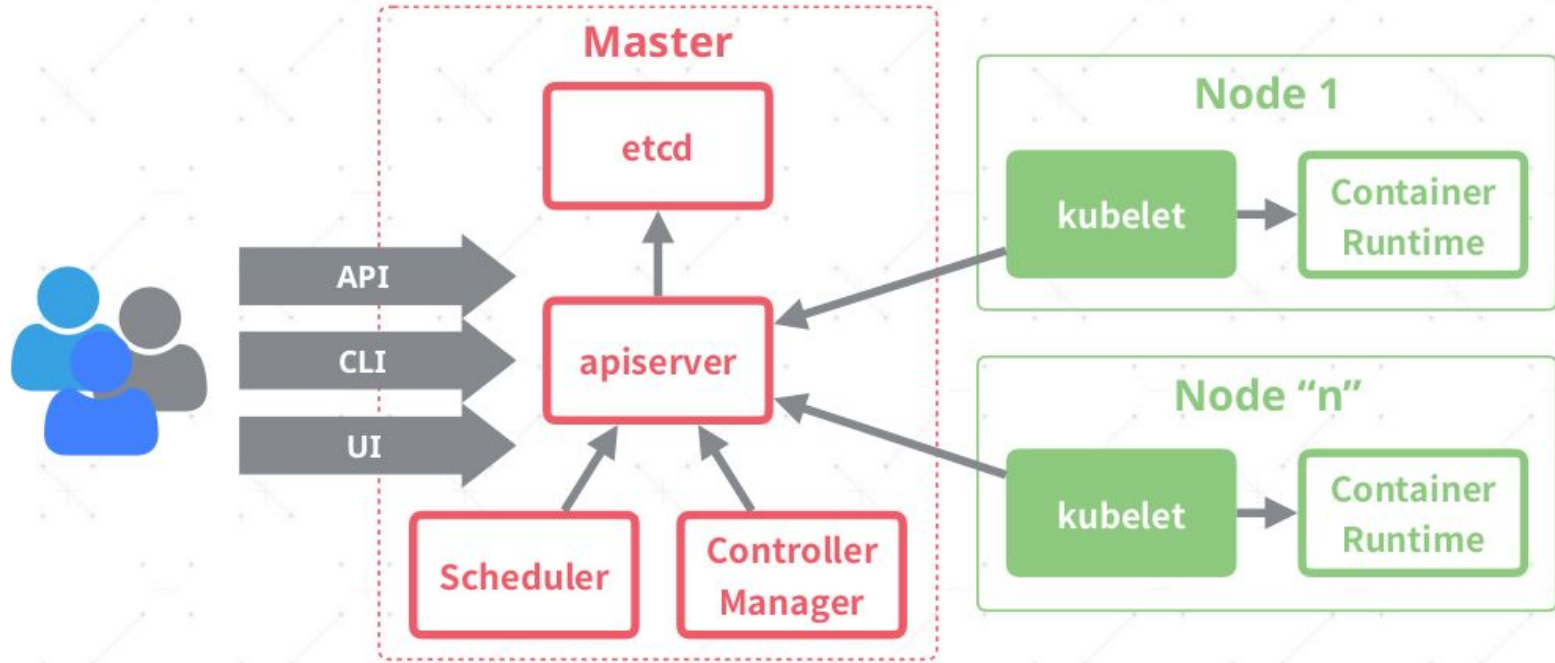 Master
etcd
API
CLI
UI
apiserver
Scheduler
Controller
Manager
Node 1
kubelet
Container
Runtime
Node “n”
kubelet
Container
Runtime